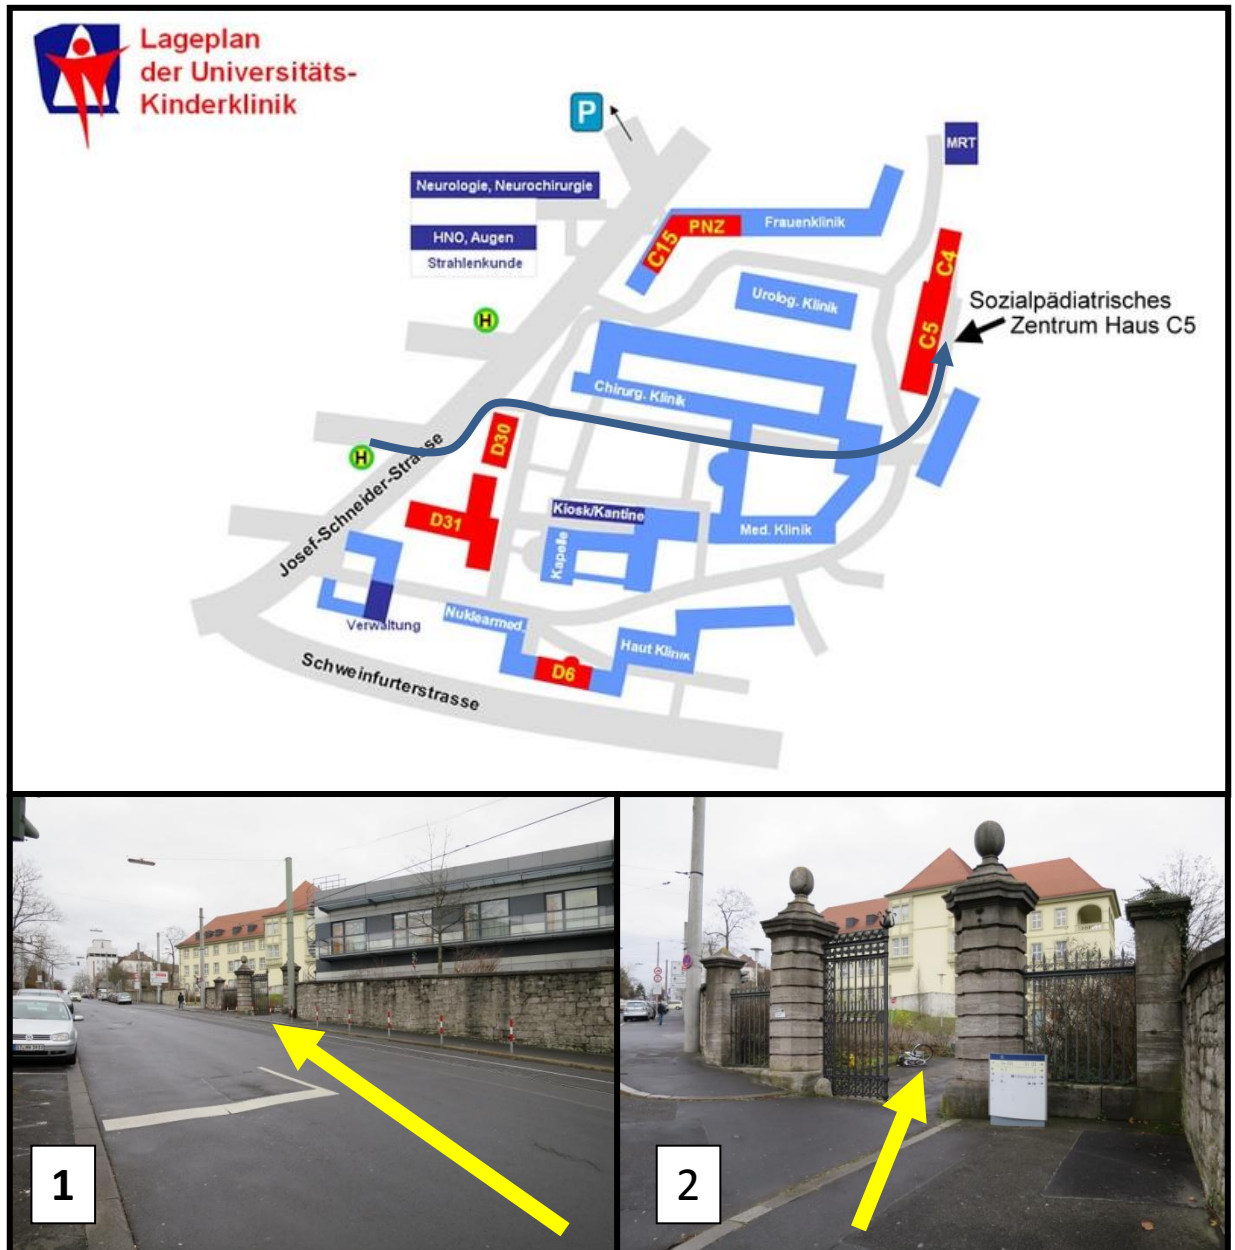 Lageplan
der Universitäts-
Kinderklinik
P
MRT
Neurologie, Neurochirurgie
HNO, Augen
Strahlenkunde
C15
PNZ
Frauenklinik
Urolog. Klinik
C4
C5
Sozialpädiatrisches
Zentrum Haus C5
H
Chirurg. Klinik
H
D30
Josef-Schneider-Strasse
D31
Kiosk/Kantine
Kapelle
Med. Klinik
Verwaltung
Nuklearmed.
Haut Klinik
D6
Schweinfurterstrasse
1
2